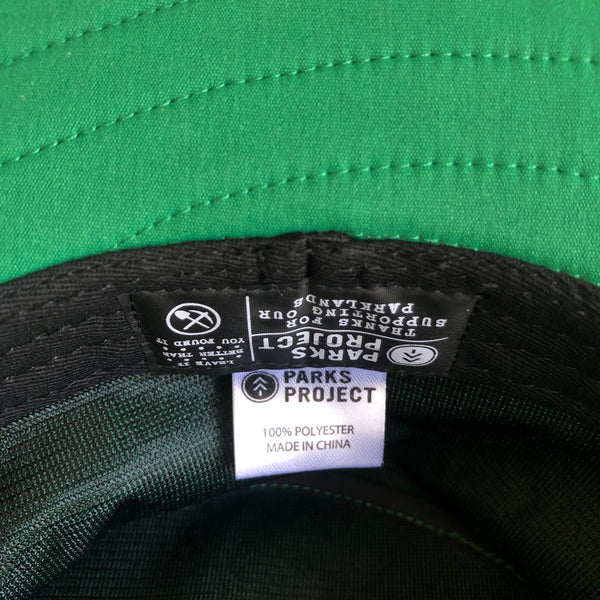 PARKS
PROJECT
THANKS FOR
SUPPORTING
OUR
PARKLANDS
LEAVE IT
BETTER THAN
YOU FOUND IT
PARKS
PROJECT
100% POLYESTER
MADE IN CHINA